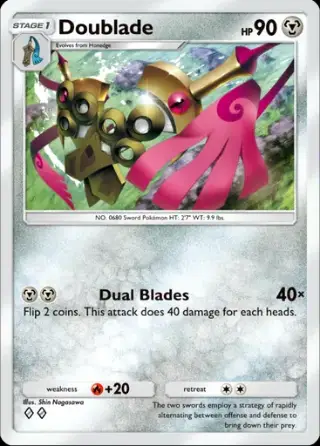 STAGE 1 Doublade HP 90
Evolves from Honedge
NO. 0680 Sword Pokémon HT: 2'7" WT: 9.9 lbs.
Dual Blades 40×
Flip 2 coins. This attack does 40 damage for each heads.
weakness +20 retreat
Illus. Shin Nagasawa
The two swords employ a strategy of rapidly
alternating between offense and defense to
bring down their prey.